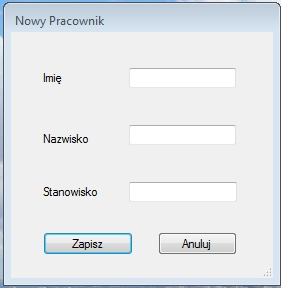 Nowy Pracownik
Imię
Nazwisko
Stanowisko
Zapisz Anuluj